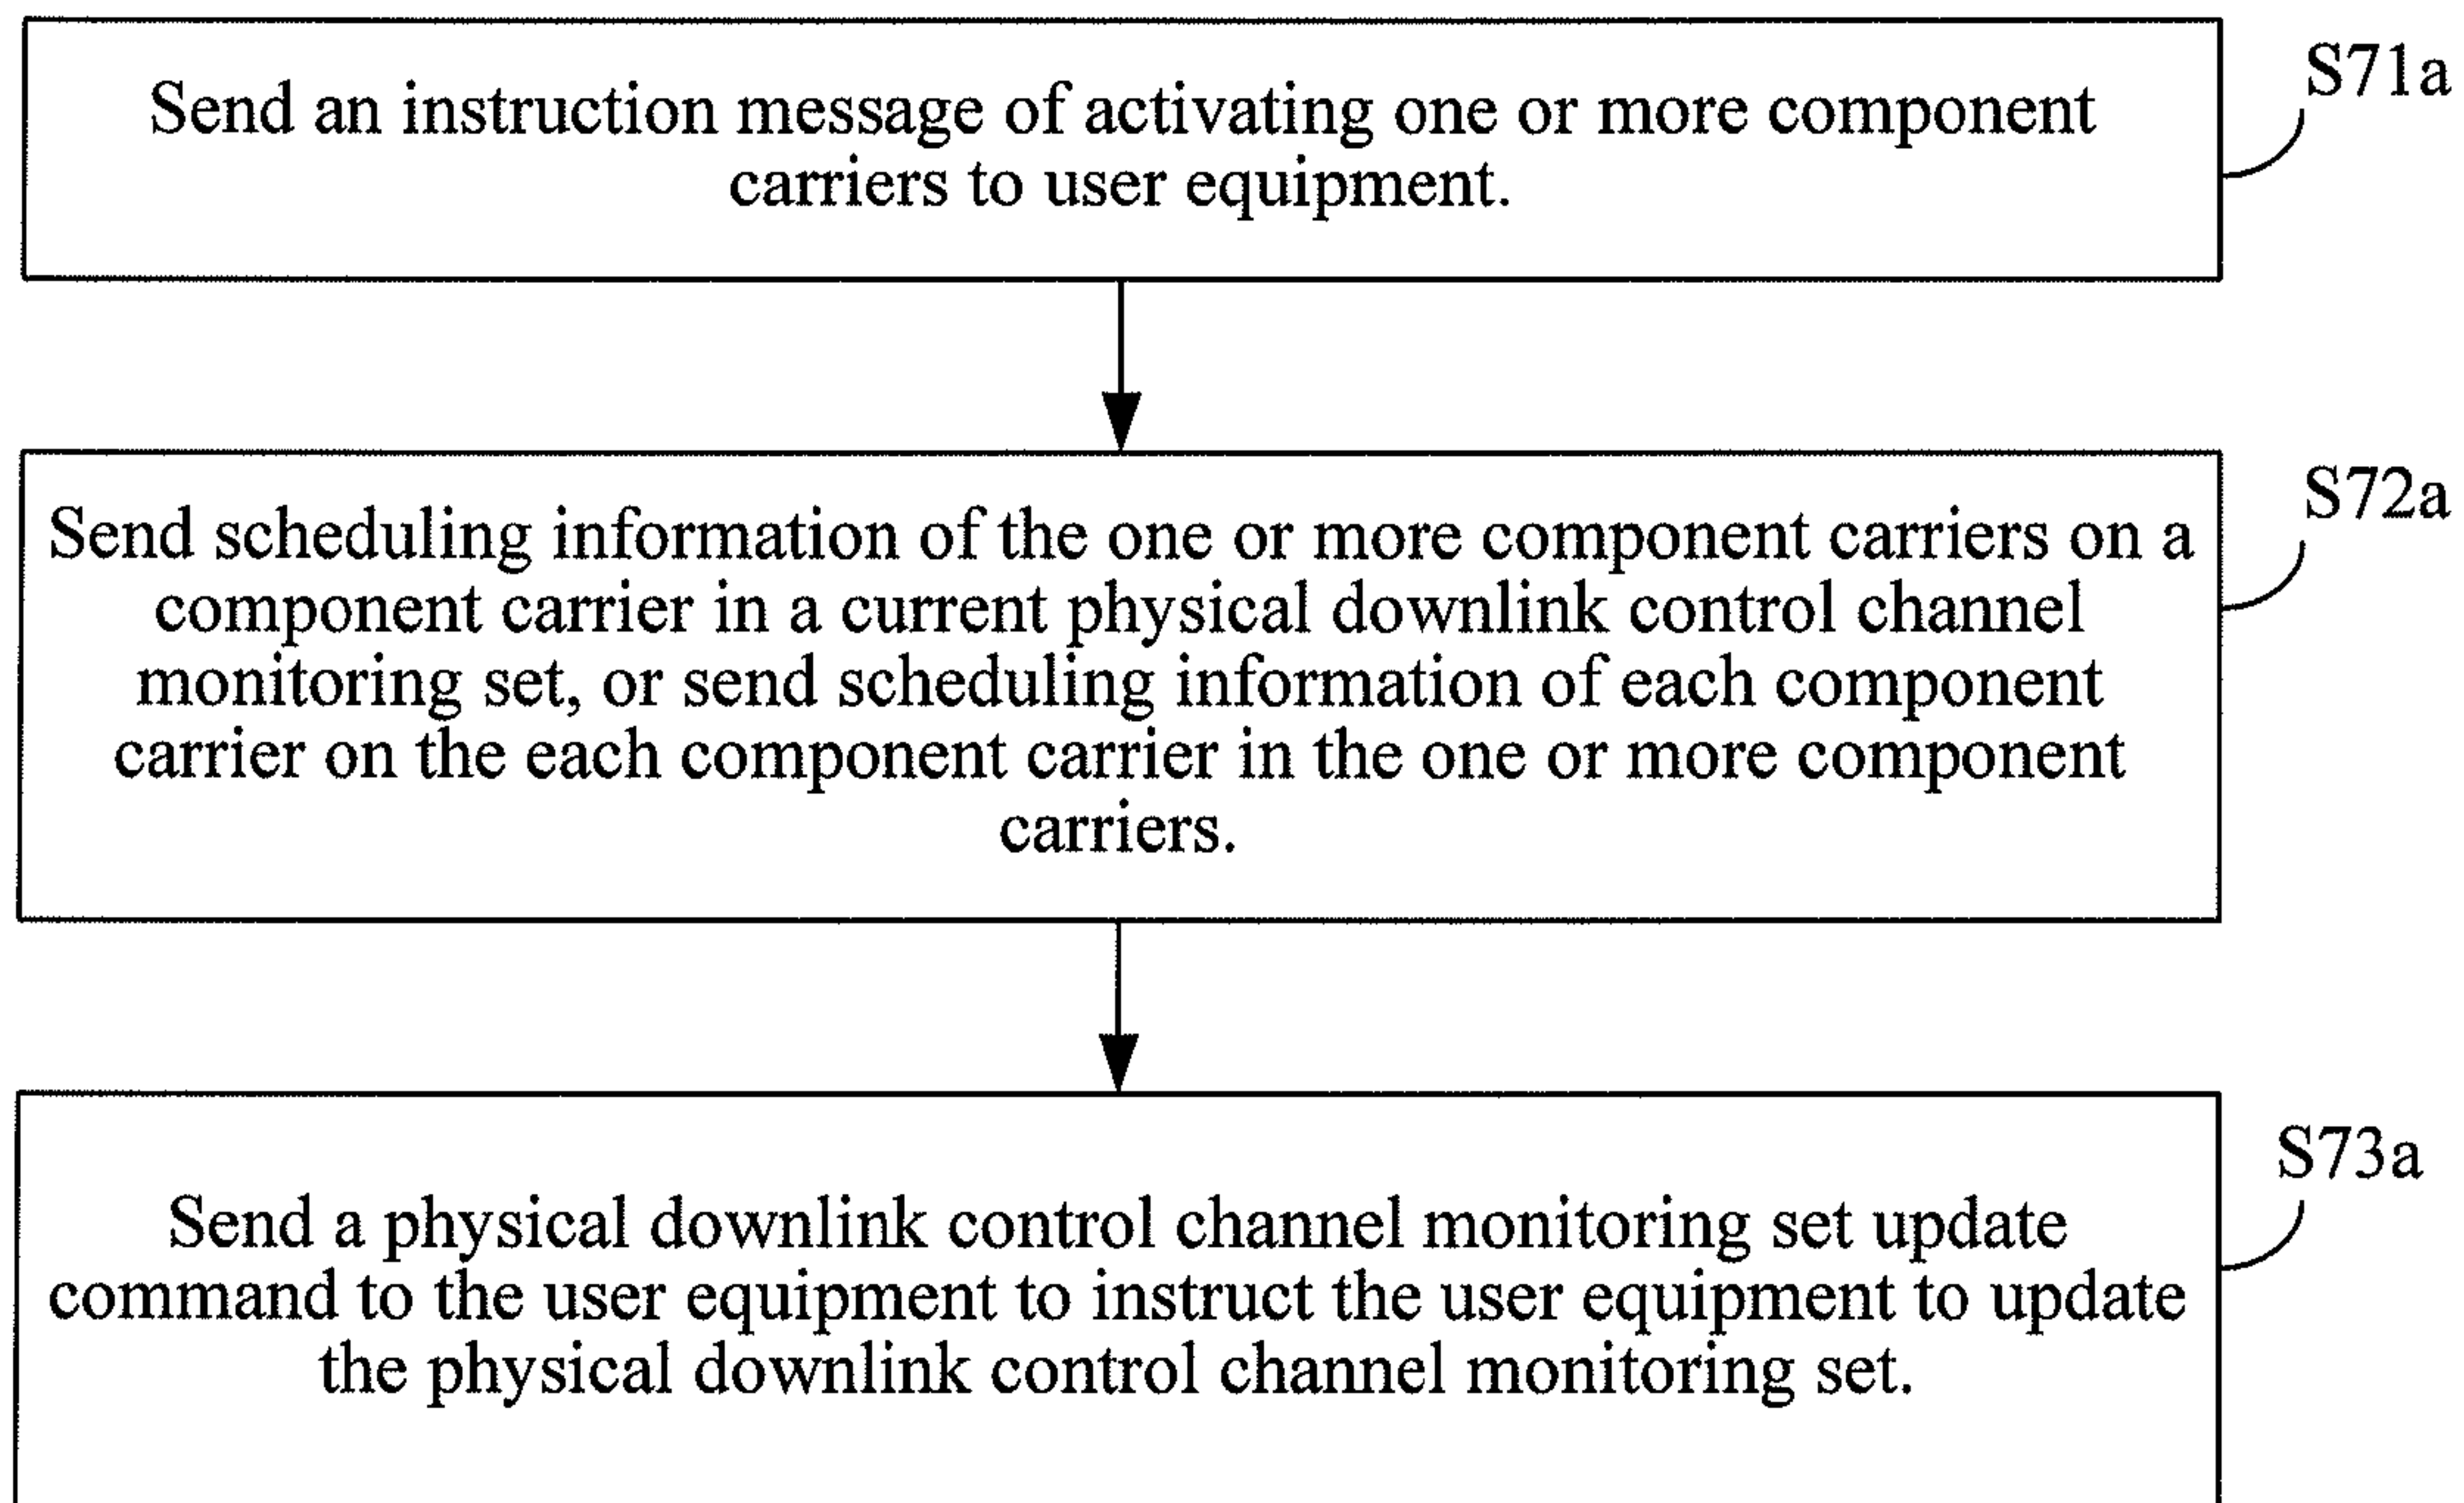 Send an instruction message of activating one or more component
carriers to user equipment.
S71a
Send scheduling information of the one or more component carriers on a
component carrier in a current physical downlink control channel
monitoring set, or send scheduling information of each component
carrier on the each component carrier in the one or more component
carriers.
S72a
Send a physical downlink control channel monitoring set update
command to the user equipment to instruct the user equipment to update
the physical downlink control channel monitoring set.
S73a